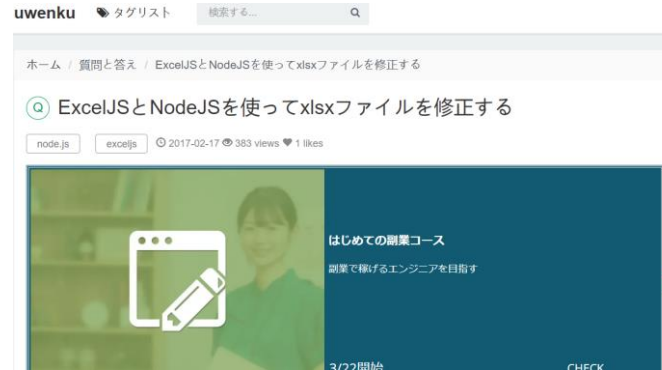 uwenku タグリスト 検索する...
ホーム / 質問と答え / ExcelJSとNodeJSを使ってxlsxファイルを修正する
Q ExcelJSとNodeJSを使ってxlsxファイルを修正する
node.js exceljs 2017-02-17 383 views 1 likes
はじめての副業コース
副業で稼げるエンジニアを目指す
3/22開始 CHECK